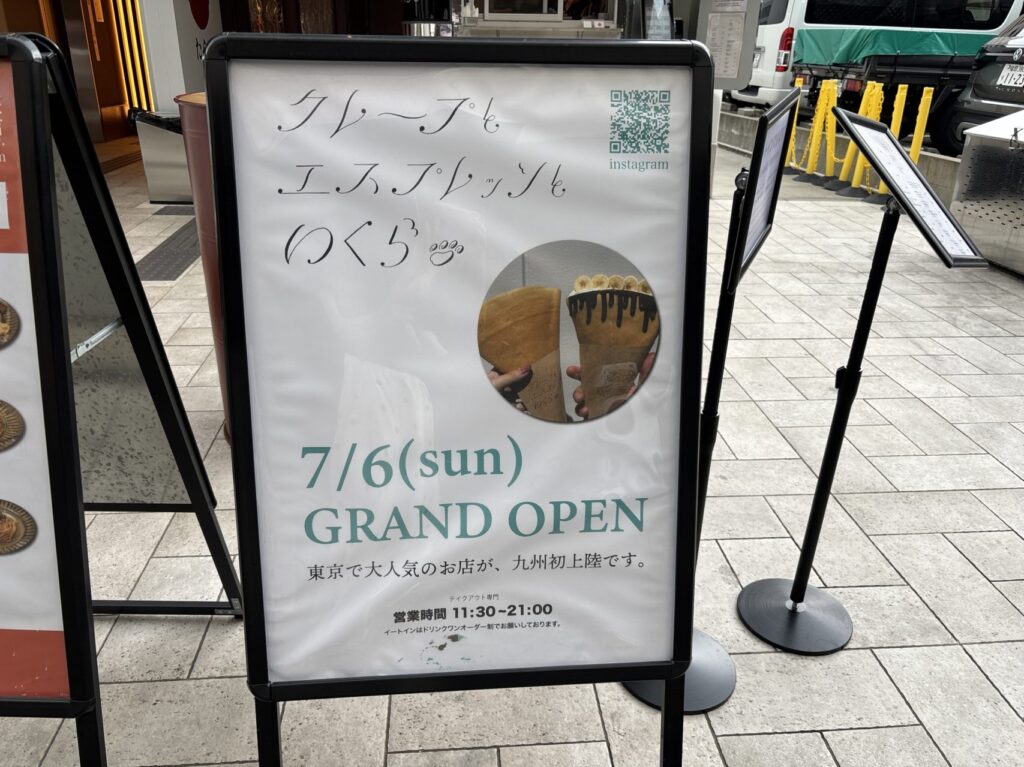 クレープと
エスプレッソと
いくら
instagram
7/6(sun)
GRAND OPEN
東京で大人気のお店が、九州初上陸です。
テイクアウト専門
営業時間 11:30~21:00
イートインはドリンクワンオーダー制でお願いしております。